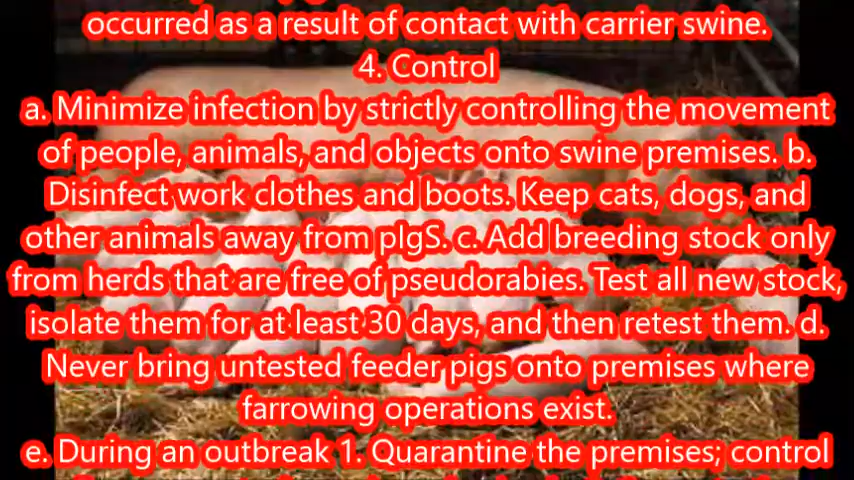 occurred as a result of contact with carrier swine.
4. Control
a. Minimize infection by strictly controlling the movement
of people, animals, and objects onto swine premises. b.
Disinfect work clothes and boots. Keep cats, dogs, and
other animals away from pIgS. c. Add breeding stock only
from herds that are free of pseudorabies. Test all new stock,
isolate them for at least 30 days, and then retest them. d.
Never bring untested feeder pigs onto premises where
farrowing operations exist.
e. During an outbreak 1. Quarantine the premises; control